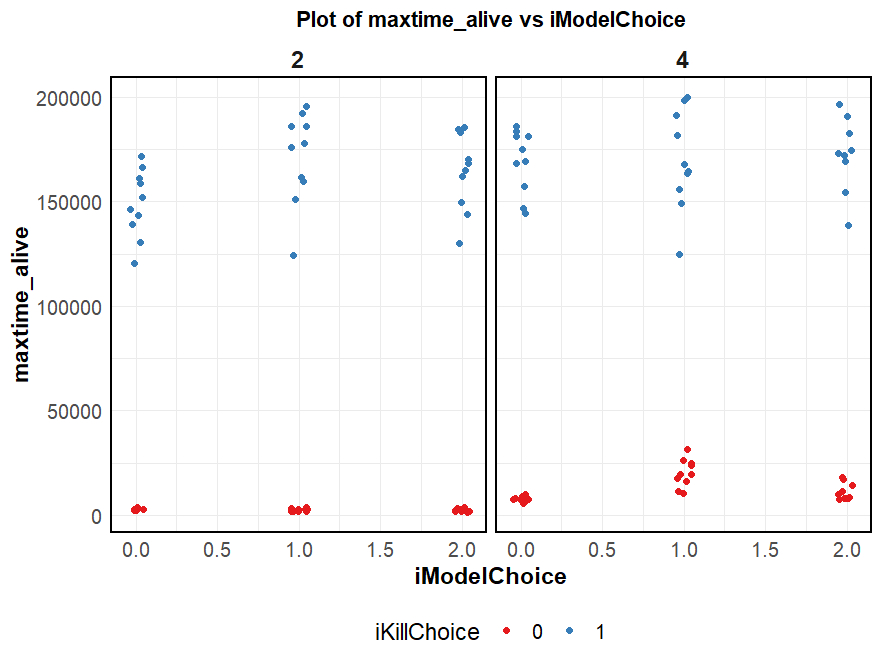 Plot of maxtime_alive vs iModelChoice
2 4
maxtime_alive
200000
150000
100000
50000
0
0.0 0.5 1.0 1.5 2.0 0.0 0.5 1.0 1.5 2.0
iModelChoice
iKillChoice 0 1